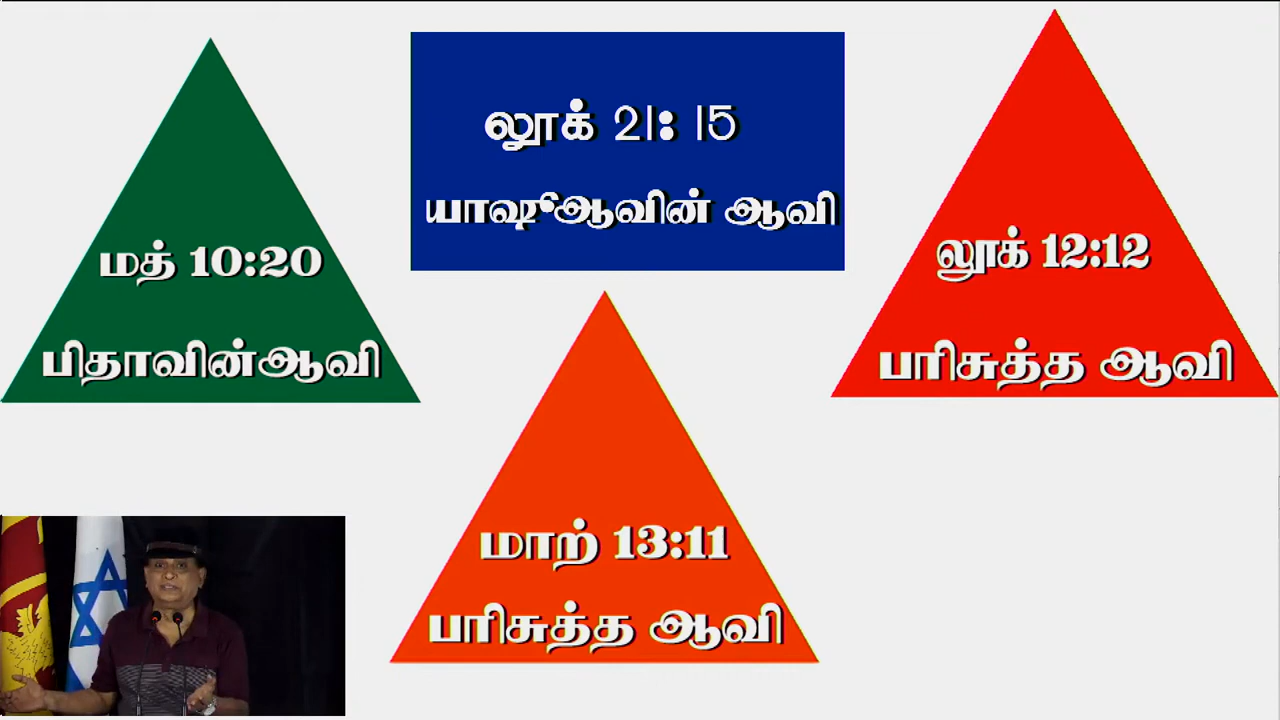 லூக் 21: 15
யாஷூஆவின் ஆவி
மத் 10:20
பிதாவின்ஆவி
லூக் 12:12
பரிசுத்த ஆவி
மாற் 13:11
பரிசுத்த ஆவி